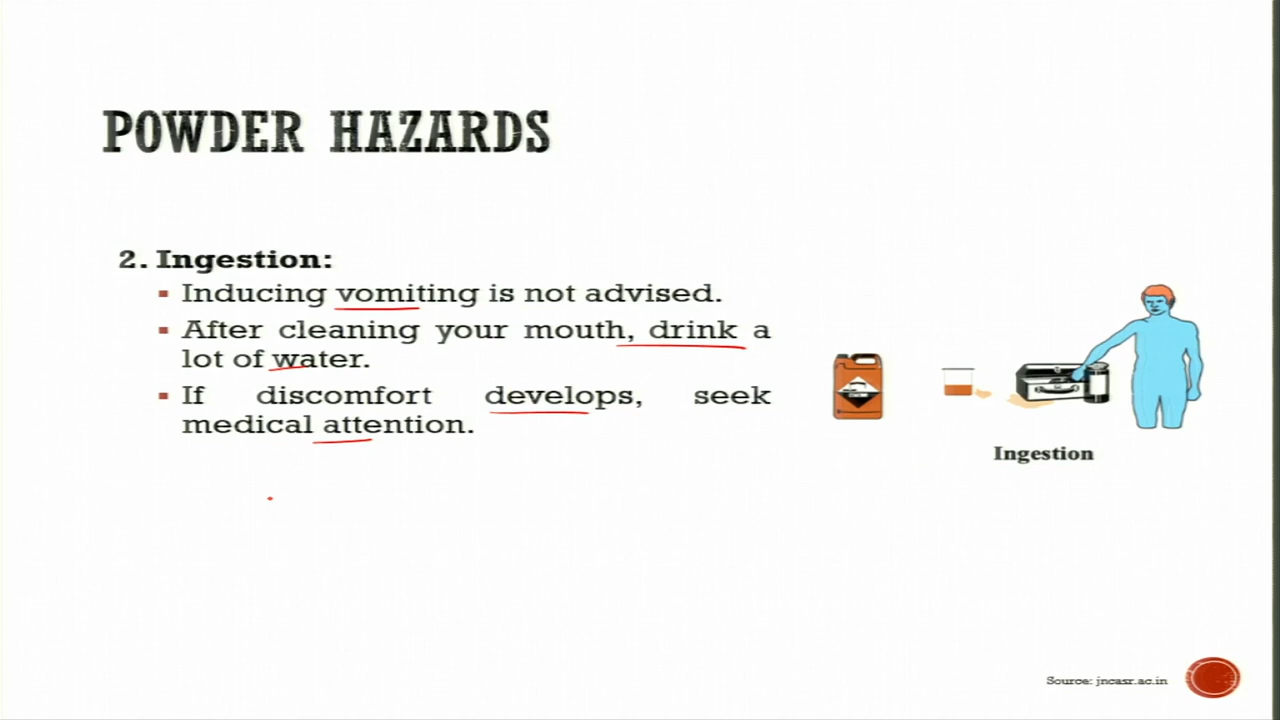 POWDER HAZARDS
2. Ingestion:
▪ Inducing vomiting is not advised.
▪ After cleaning your mouth, drink a
lot of water.
▪ If discomfort develops, seek
medical attention.
Ingestion
Source: jncasr.ac.in